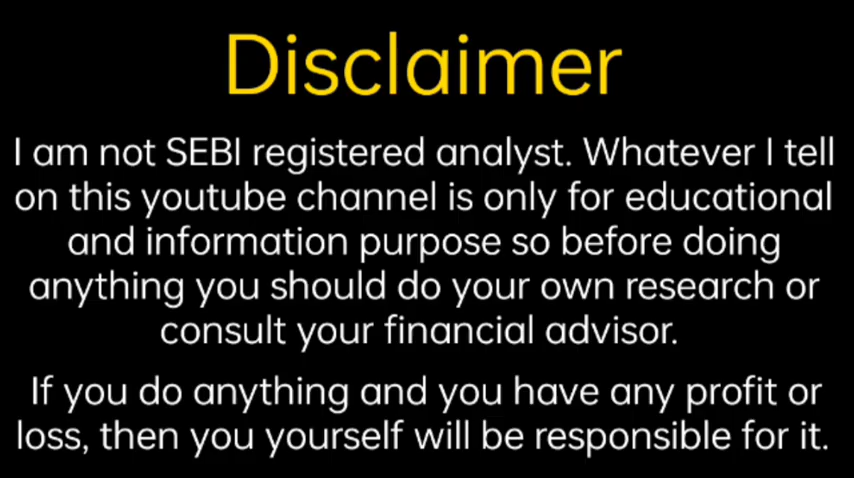 Disclaimer
I am not SEBI registered analyst. Whatever I tell
on this youtube channel is only for educational
and information purpose so before doing
anything you should do your own research or
consult your financial advisor.
If you do anything and you have any profit or
loss, then you yourself will be responsible for it.